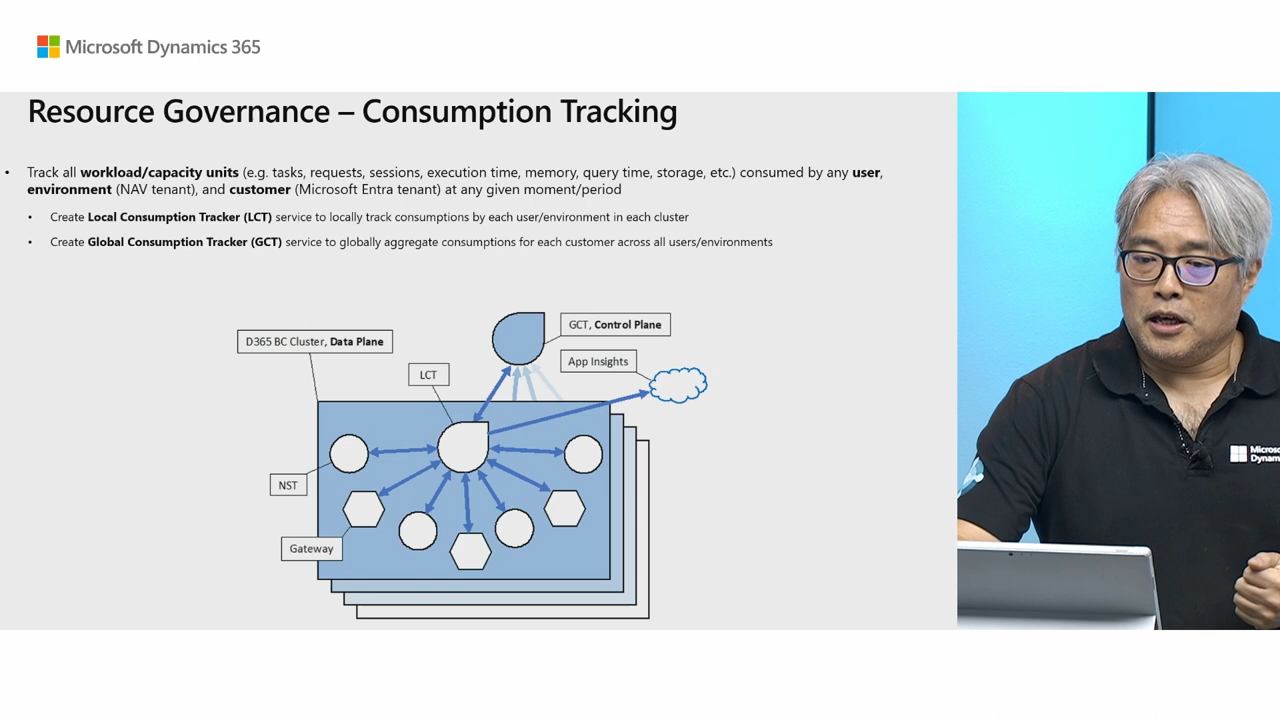 Microsoft Dynamics 365
Resource Governance – Consumption Tracking
• Track all workload/capacity units (e.g. tasks, requests, sessions, execution time, memory, query time, storage, etc.) consumed by any user,
environment (NAV tenant), and customer (Microsoft Entra tenant) at any given moment/period
• Create Local Consumption Tracker (LCT) service to locally track consumptions by each user/environment in each cluster
• Create Global Consumption Tracker (GCT) service to globally aggregate consumptions for each customer across all users/environments
GCT, Control Plane
D365 BC Cluster, Data Plane
App Insights
LCT
NST
Gateway